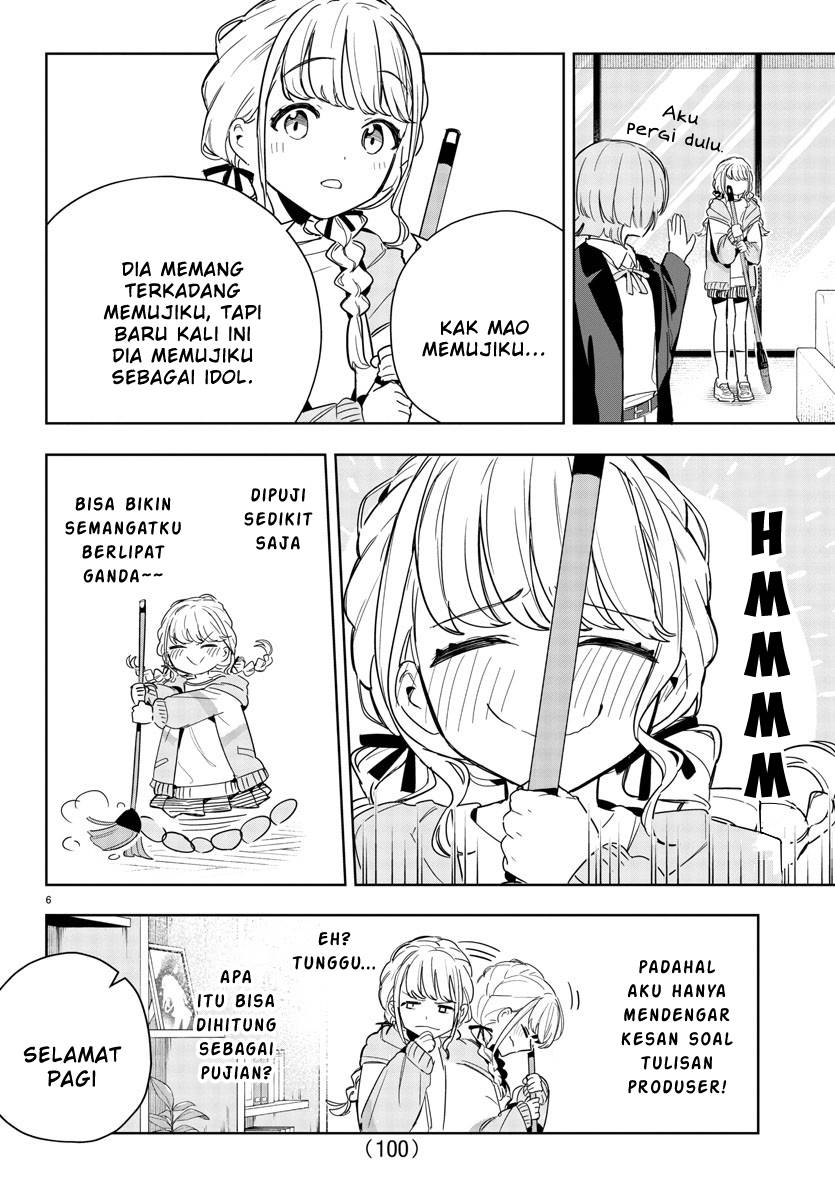 Aku
pergi dulu.
KAK MAO
MEMUJIKU...
DIA MEMANG
TERKADANG
MEMUJIKU, TAPI
BARU KALI INI
DIA MEMUJIKU
SEBAGAI IDOL.
HMMMM
DIPUJI
SEDIKIT
SAJA
BISA BIKIN
SEMANGATKU
BERLIPAT
GANDA~~
6
PADAHAL
AKU HANYA
MENDENGAR
KESAN SOAL
TULISAN
PRODUSER!
EH?
TUNGGU...
APA
ITU BISA
DIHITUNG
SEBAGAI
PUJIAN?
SELAMAT
PAGI
(100)